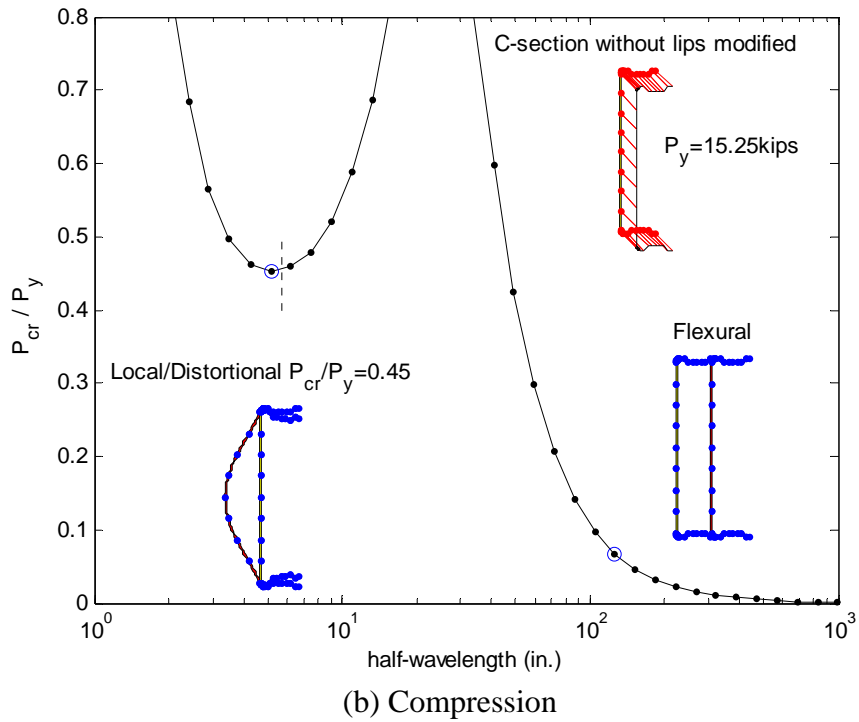 0.8
0.7
0.6
0.5
0.4
0.3
0.2
0.1
0
P_cr / P_y
C-section without lips modified
P_y=15.25kips
Flexural
Local/Distortional P_cr/P_y=0.45
10^0
10^1
10^2
10^3
half-wavelength (in.)
(b) Compression